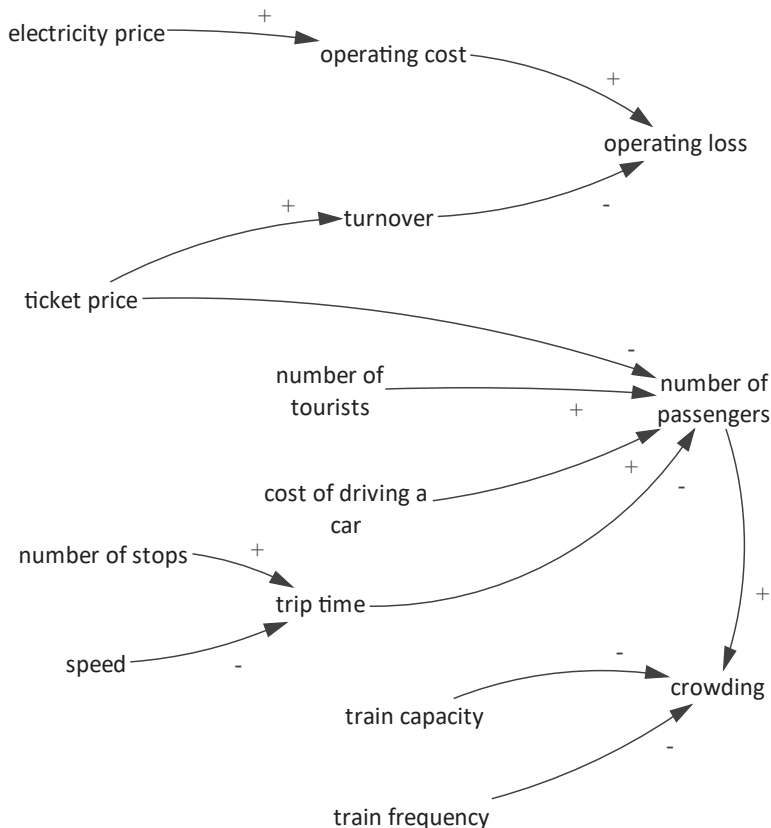 electricity price
+
operating cost
+
operating loss
+
turnover
-
ticket price
-
number of
tourists
+
number of
passengers
cost of driving a
car
+
-
number of stops
+
trip time
speed
-
+
-
crowding
train capacity
-
train frequency